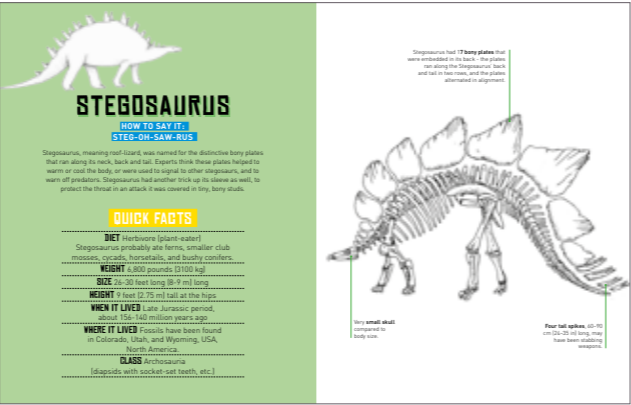 STEGOSAURUS
HOW TO SAY IT:
STEG-OH-SAW-RUS
Stegosaurus, meaning roof-lizard, was named for the distinctive bony plates
that ran along its neck, back and tail. Experts think these plates helped to
warm or cool the body, or were used to signal to other stegosaurs, and to
warn off predators. Stegosaurus had another trick up its sleeve as well, to
protect the throat in an attack it was covered in tiny, bony studs.
QUICK FACTS
DIET Herbivore (plant-eater)
Stegosaurus probably ate ferns, smaller club
mosses, cycads, horsetails, and bushy conifers.
WEIGHT 6,800 pounds (3100 kg)
SIZE 26-30 feet long (8-9 m) long
HEIGHT 9 feet (2.75 m) tall at the hips
WHEN IT LIVED Late Jurassic period,
about 156-140 million years ago
WHERE IT LIVED Fossils have been found
in Colorado, Utah, and Wyoming, USA,
North America.
CLASS Archosauria
(diapsids with socket-set teeth, etc.)
Stegosaurus had 17 bony plates that
were embedded in its back - the plates
ran along the Stegosaurus' back
and tail in two rows, and the plates
alternated in alignment.
Very small skull
compared to
body size.
Four tail spikes, 60-90
cm (24-35 in) long, may
have been stabbing
weapons.